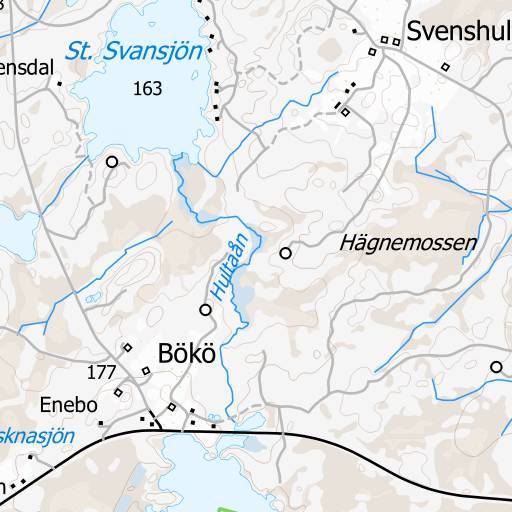 Svenshul
St. Svansjön
ensdal
163
Hägnemossen
Hultaån
Bökö
177
Enebo
sknasjön